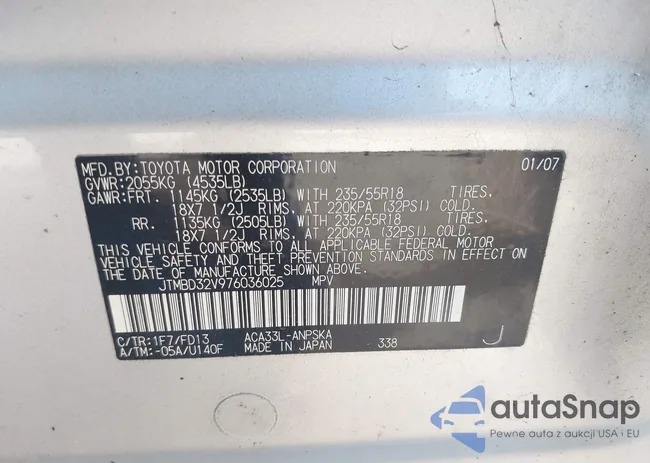 MFD.BY:TOYOTA MOTOR CORPORATION 01/07
GVWR:2055KG (4535LB)
GAWR:FRT. 1145KG (2535LB) WITH 235/55R18 TIRES.
18X7 1/2J RIMS. AT 220KPA (32PSI) COLD.
RR. 1135KG (2505LB) WITH 235/55R18 TIRES.
18X7 1/2J RIMS. AT 220KPA (32PSI) COLD.
THIS VEHICLE CONFORMS TO ALL APPLICABLE FEDERAL MOTOR
VEHICLE SAFETY AND THEFT PREVENTION STANDARDS IN EFFECT ON
THE DATE OF MANUFACTURE SHOWN ABOVE.
JTMBD32V976036025 MPV
C/TR:1F7/FD13 ACA33L-ANPSKA
A/TM:-05A/U140F MADE IN JAPAN 338 J
autaSnap
Pewne auta z aukcji USA i EU